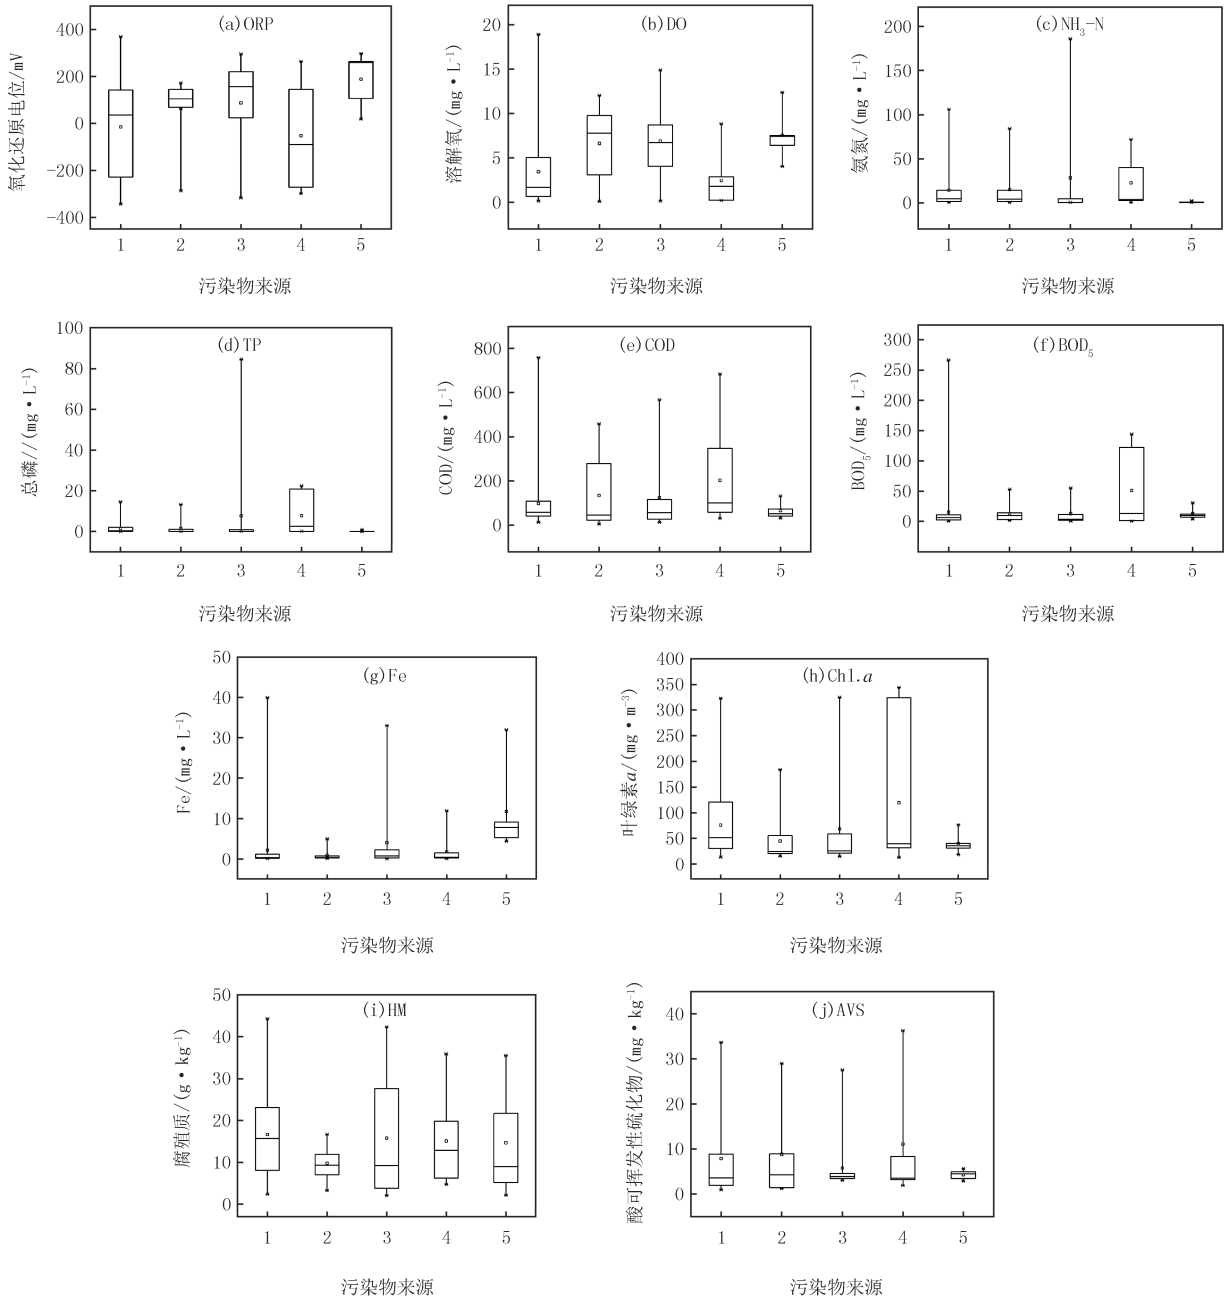 (a)ORP
氧化还原电位/mV
400
200
0
−200
−400
1 2 3 4 5
污染物来源
(b)DO
溶解氧/(mg•L⁻¹)
20
15
10
5
0
1 2 3 4 5
污染物来源
(c)NH₃−N
氨氮/(mg•L⁻¹)
200
150
100
50
0
1 2 3 4 5
污染物来源
(d)TP
总磷//(mg•L⁻¹)
100
80
60
40
20
0
1 2 3 4 5
污染物来源
(e)COD
COD/(mg•L⁻¹)
800
600
400
200
0
1 2 3 4 5
污染物来源
(f)BOD₅
BOD₅/(mg•L⁻¹)
300
250
200
150
100
50
0
1 2 3 4 5
污染物来源
(g)Fe
Fe/(mg•L⁻¹)
50
40
30
20
10
0
1 2 3 4 5
污染物来源
(h)Chl.a
叶绿素a/(mg•m⁻³)
400
350
300
250
200
150
100
50
0
1 2 3 4 5
污染物来源
(i)HM
腐殖质/(g•kg⁻¹)
50
40
30
20
10
0
1 2 3 4 5
污染物来源
(j)AVS
酸可挥发性硫化物/(mg•kg⁻¹)
40
30
20
10
0
1 2 3 4 5
污染物来源